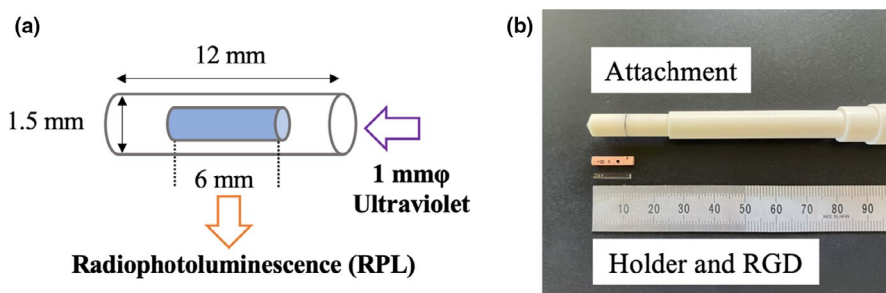 (a)
12 mm
1.5 mm
6 mm
1 mmφ
Ultraviolet
Radiophotoluminescence (RPL)
(b)
Attachment
10 20 30 40 50 60 70 80 90
Holder and RGD